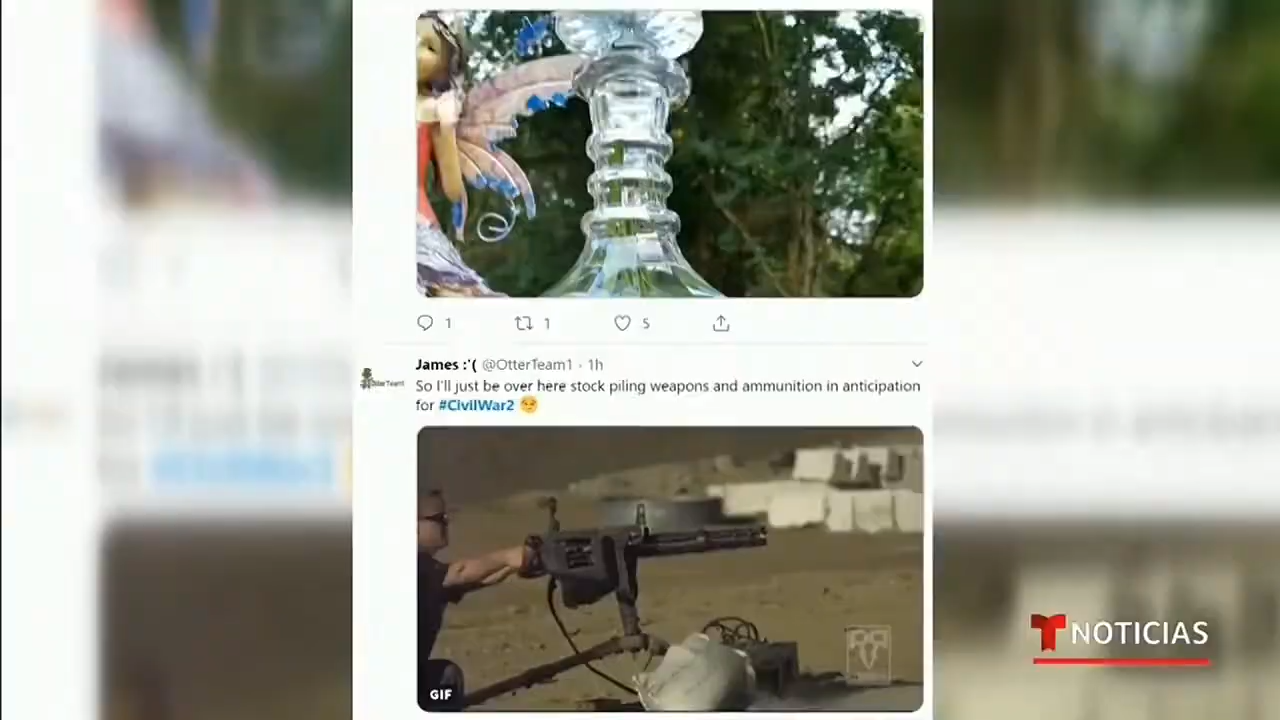 1
1
5
James :'( @OtterTeam1 · 1h
OtterTeam1
So I'll just be over here stock piling weapons and ammunition in anticipation
for #CivilWar2 😏
GIF
T NOTICIAS